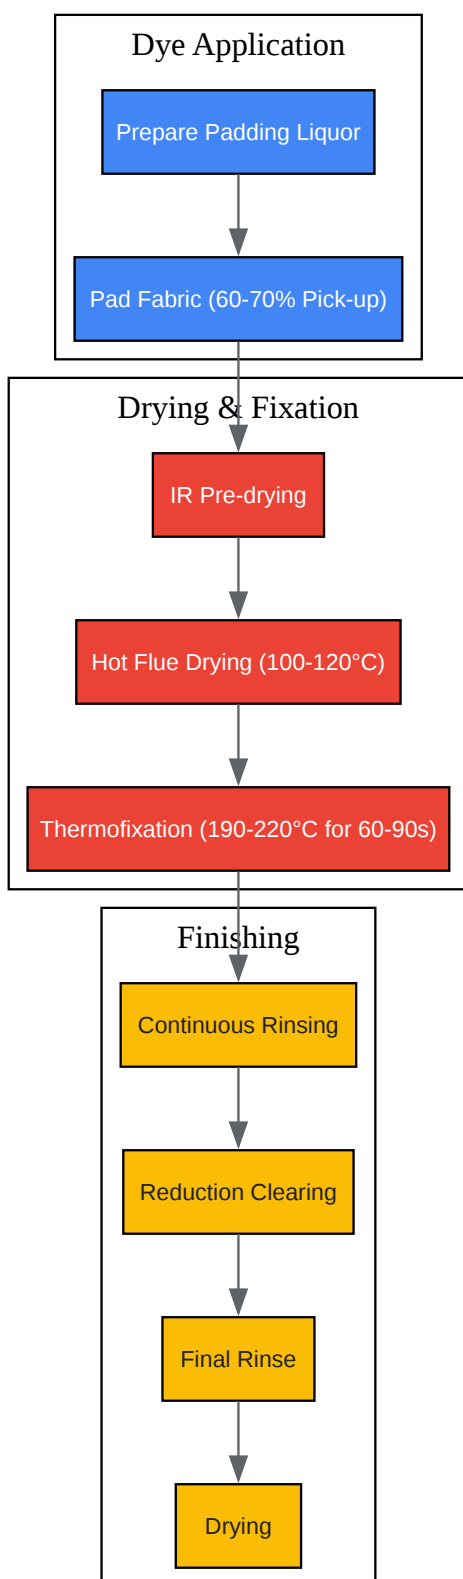 Dye Application
Prepare Padding Liquor
Pad Fabric (60-70% Pick-up)
Drying & Fixation
IR Pre-drying
Hot Flue Drying (100-120°C)
Thermofixation (190-220°C for 60-90s)
Finishing
Continuous Rinsing
Reduction Clearing
Final Rinse
Drying